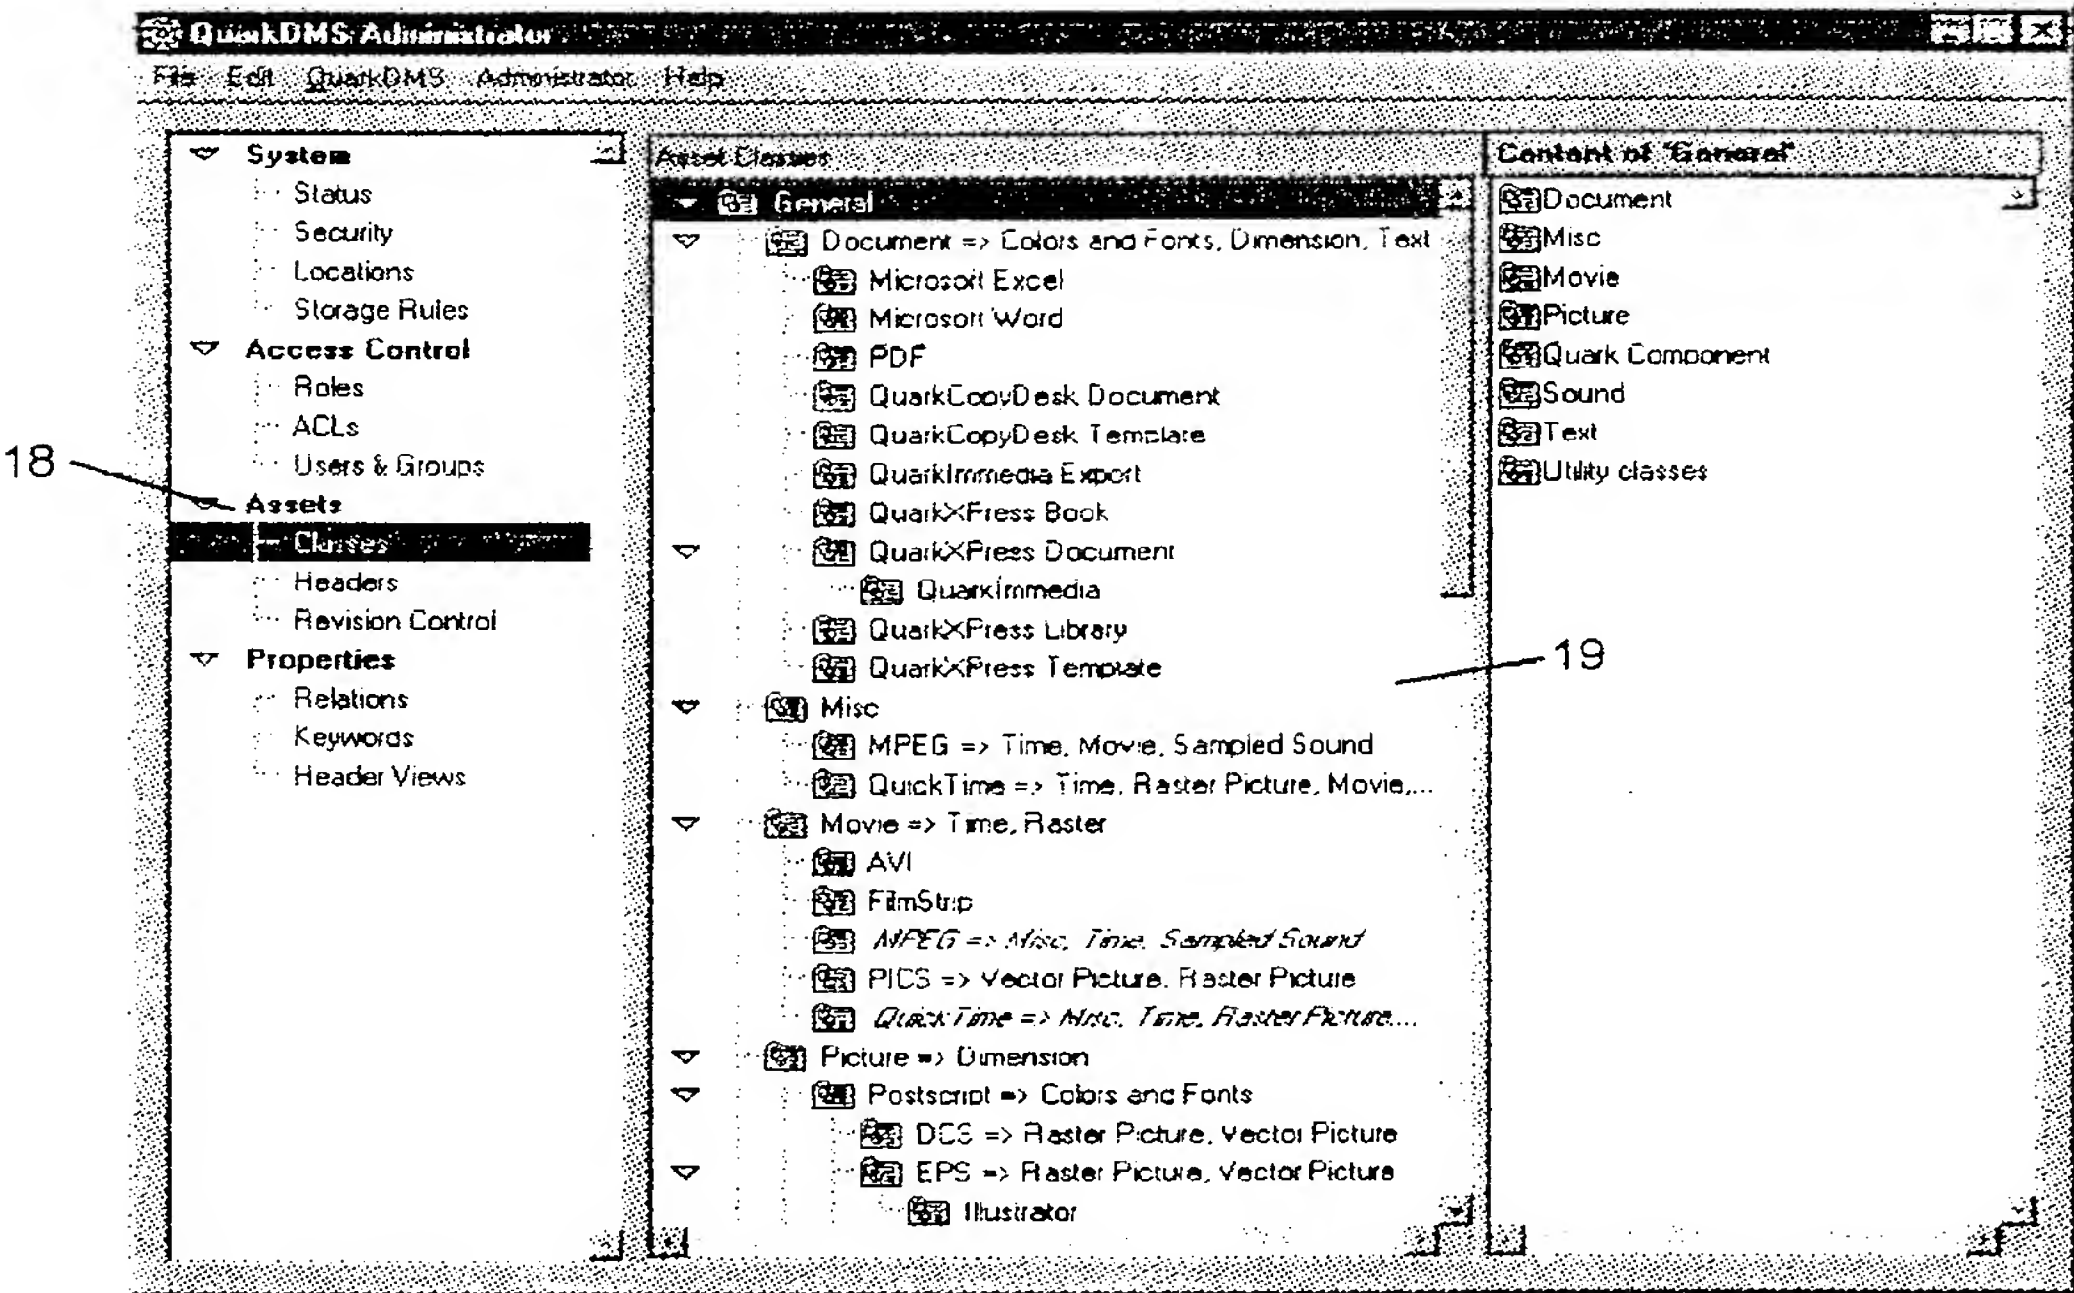 QuarkDMS Administrator
File Edit QuarkDMS Administrator Help
System
Status
Security
Locations
Storage Rules
Access Control
Roles
ACLs
Users & Groups
18
Assets
Classes
Headers
Revision Control
Properties
Relations
Keywords
Header Views
Asset Classes
General
Document => Colors and Fonts, Dimension, Text
Microsoft Excel
Microsoft Word
PDF
QuarkCopyDesk Document
QuarkCopyDesk Template
QuarkImmedia Export
QuarkXPress Book
QuarkXPress Document
QuarkImmedia
QuarkXPress Library
QuarkXPress Template
19
Misc
MPEG => Time, Movie, Sampled Sound
QuickTime => Time, Raster Picture, Movie,...
Movie => Time, Raster
AVI
FilmStrip
MPEG => Misc, Time, Sampled Sound
PICS => Vector Picture, Raster Picture
QuickTime => Misc, Time, Raster Picture,...
Picture => Dimension
Postscript => Colors and Fonts
DCS => Raster Picture, Vector Picture
EPS => Raster Picture, Vector Picture
Illustrator
Content of "General"
Document
Misc
Movie
Picture
Quark Component
Sound
Text
Utility classes